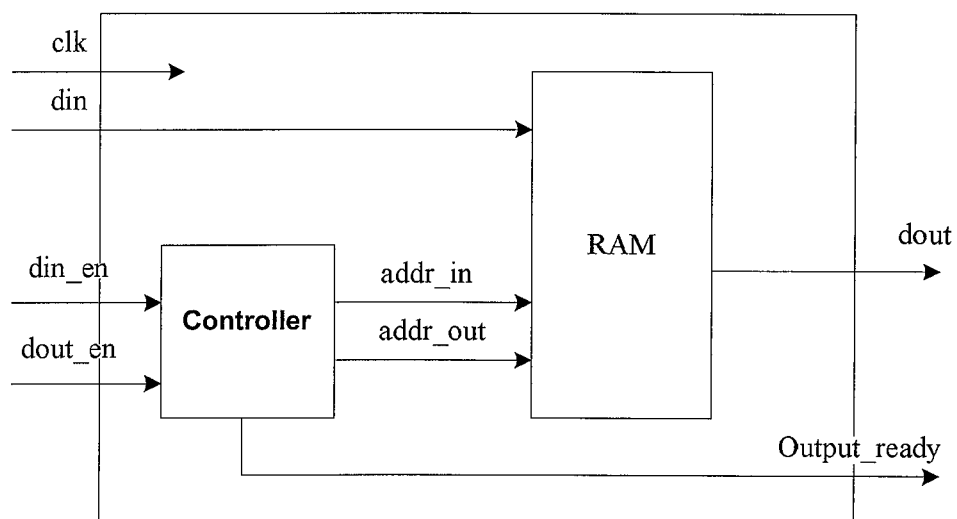 clk
din
RAM
dout
din_en
addr_in
Controller
addr_out
dout_en
Output_ready